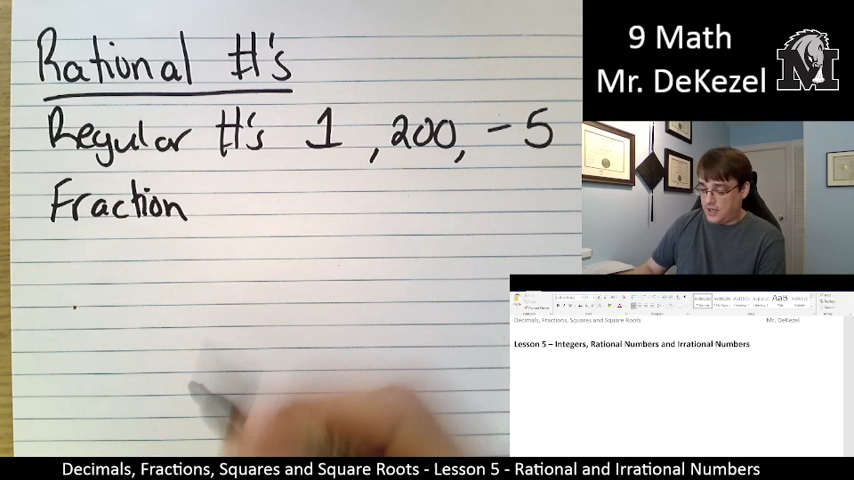 Rational #'s
Regular #'s 1, 200, -5
Fraction
9 Math
Mr. DeKezel
M
AaB
Decimals, Fractions, Squares and Square Roots
Mr. DeKezel
Lesson 5 – Integers, Rational Numbers and Irrational Numbers
Decimals, Fractions, Squares and Square Roots - Lesson 5 - Rational and Irrational Numbers